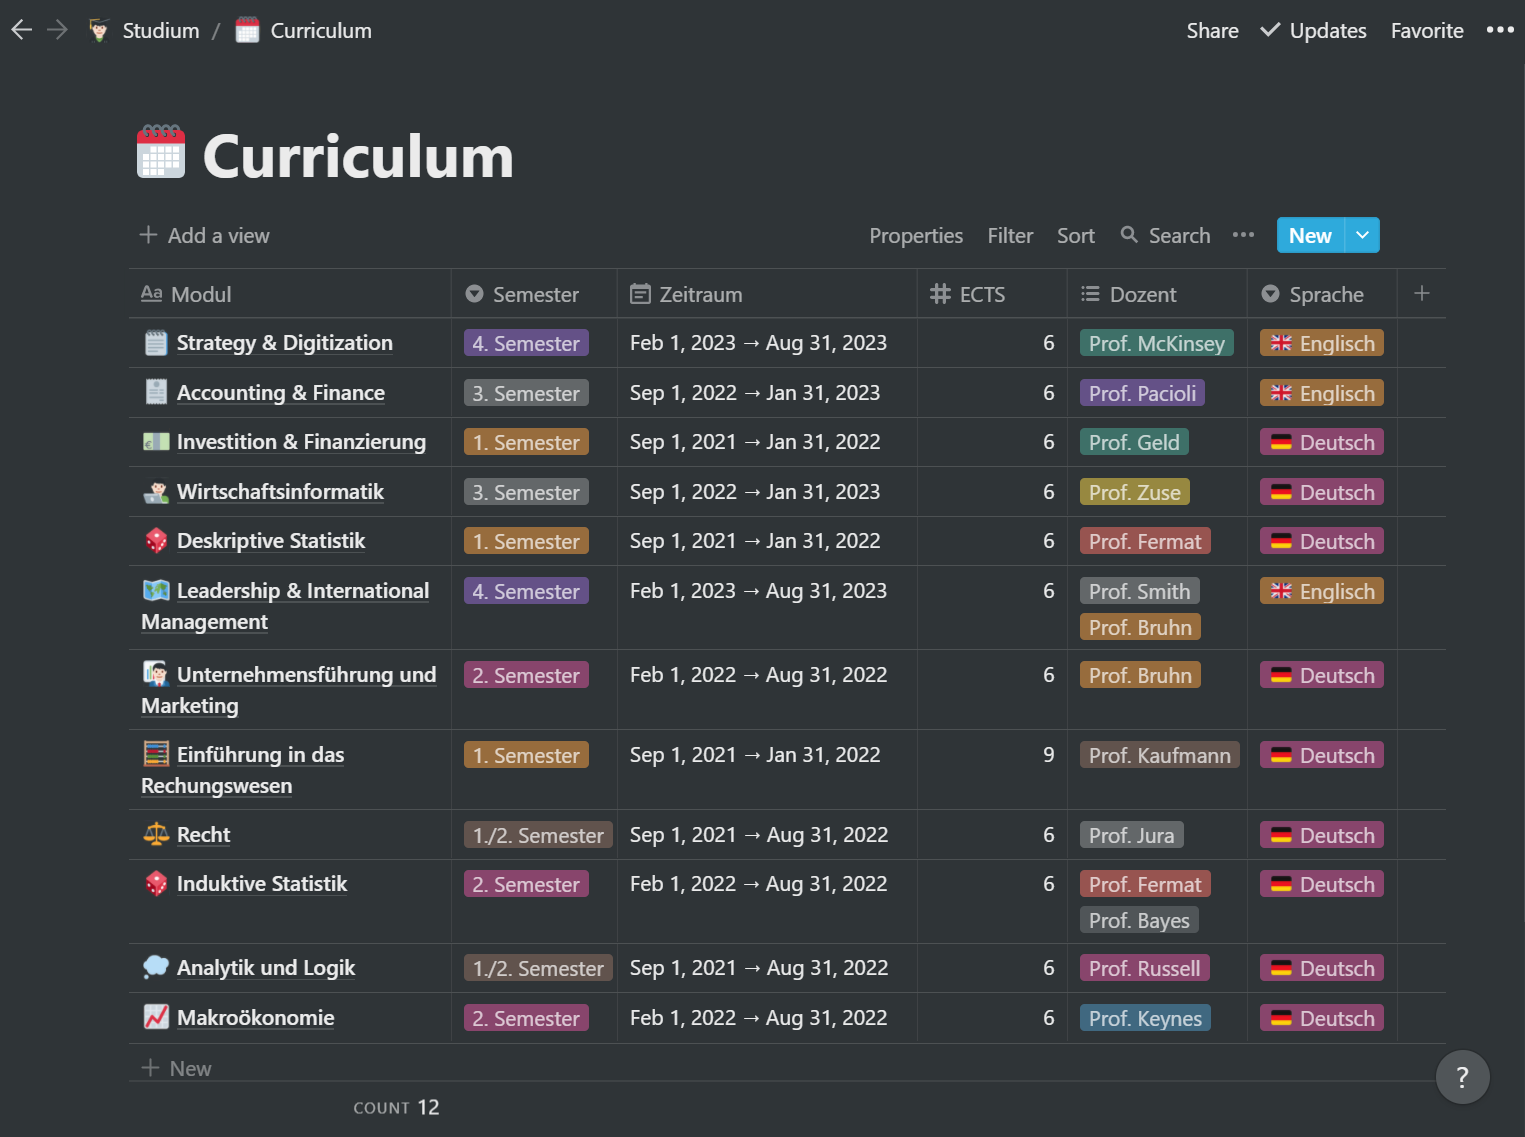 Studium / Curriculum Share Updates Favorite
Curriculum
Add a view Properties Filter Sort Search New
Aa Modul Semester Zeitraum ECTS Dozent Sprache
Strategy & Digitization 4. Semester Feb 1, 2023 → Aug 31, 2023 6 Prof. McKinsey Englisch
Accounting & Finance 3. Semester Sep 1, 2022 → Jan 31, 2023 6 Prof. Pacioli Englisch
Investition & Finanzierung 1. Semester Sep 1, 2021 → Jan 31, 2022 6 Prof. Geld Deutsch
Wirtschaftsinformatik 3. Semester Sep 1, 2022 → Jan 31, 2023 6 Prof. Zuse Deutsch
Deskriptive Statistik 1. Semester Sep 1, 2021 → Jan 31, 2022 6 Prof. Fermat Deutsch
Leadership & International 4. Semester Feb 1, 2023 → Aug 31, 2023 6 Prof. Smith Englisch
Management Prof. Bruhn
Unternehmensführung und 2. Semester Feb 1, 2022 → Aug 31, 2022 6 Prof. Bruhn Deutsch
Marketing
Einführung in das 1. Semester Sep 1, 2021 → Jan 31, 2022 9 Prof. Kaufmann Deutsch
Rechungswesen
Recht 1./2. Semester Sep 1, 2021 → Aug 31, 2022 6 Prof. Jura Deutsch
Induktive Statistik 2. Semester Feb 1, 2022 → Aug 31, 2022 6 Prof. Fermat Deutsch
Prof. Bayes
Analytik und Logik 1./2. Semester Sep 1, 2021 → Aug 31, 2022 6 Prof. Russell Deutsch
Makroökonomie 2. Semester Feb 1, 2022 → Aug 31, 2022 6 Prof. Keynes Deutsch
New
?
COUNT 12